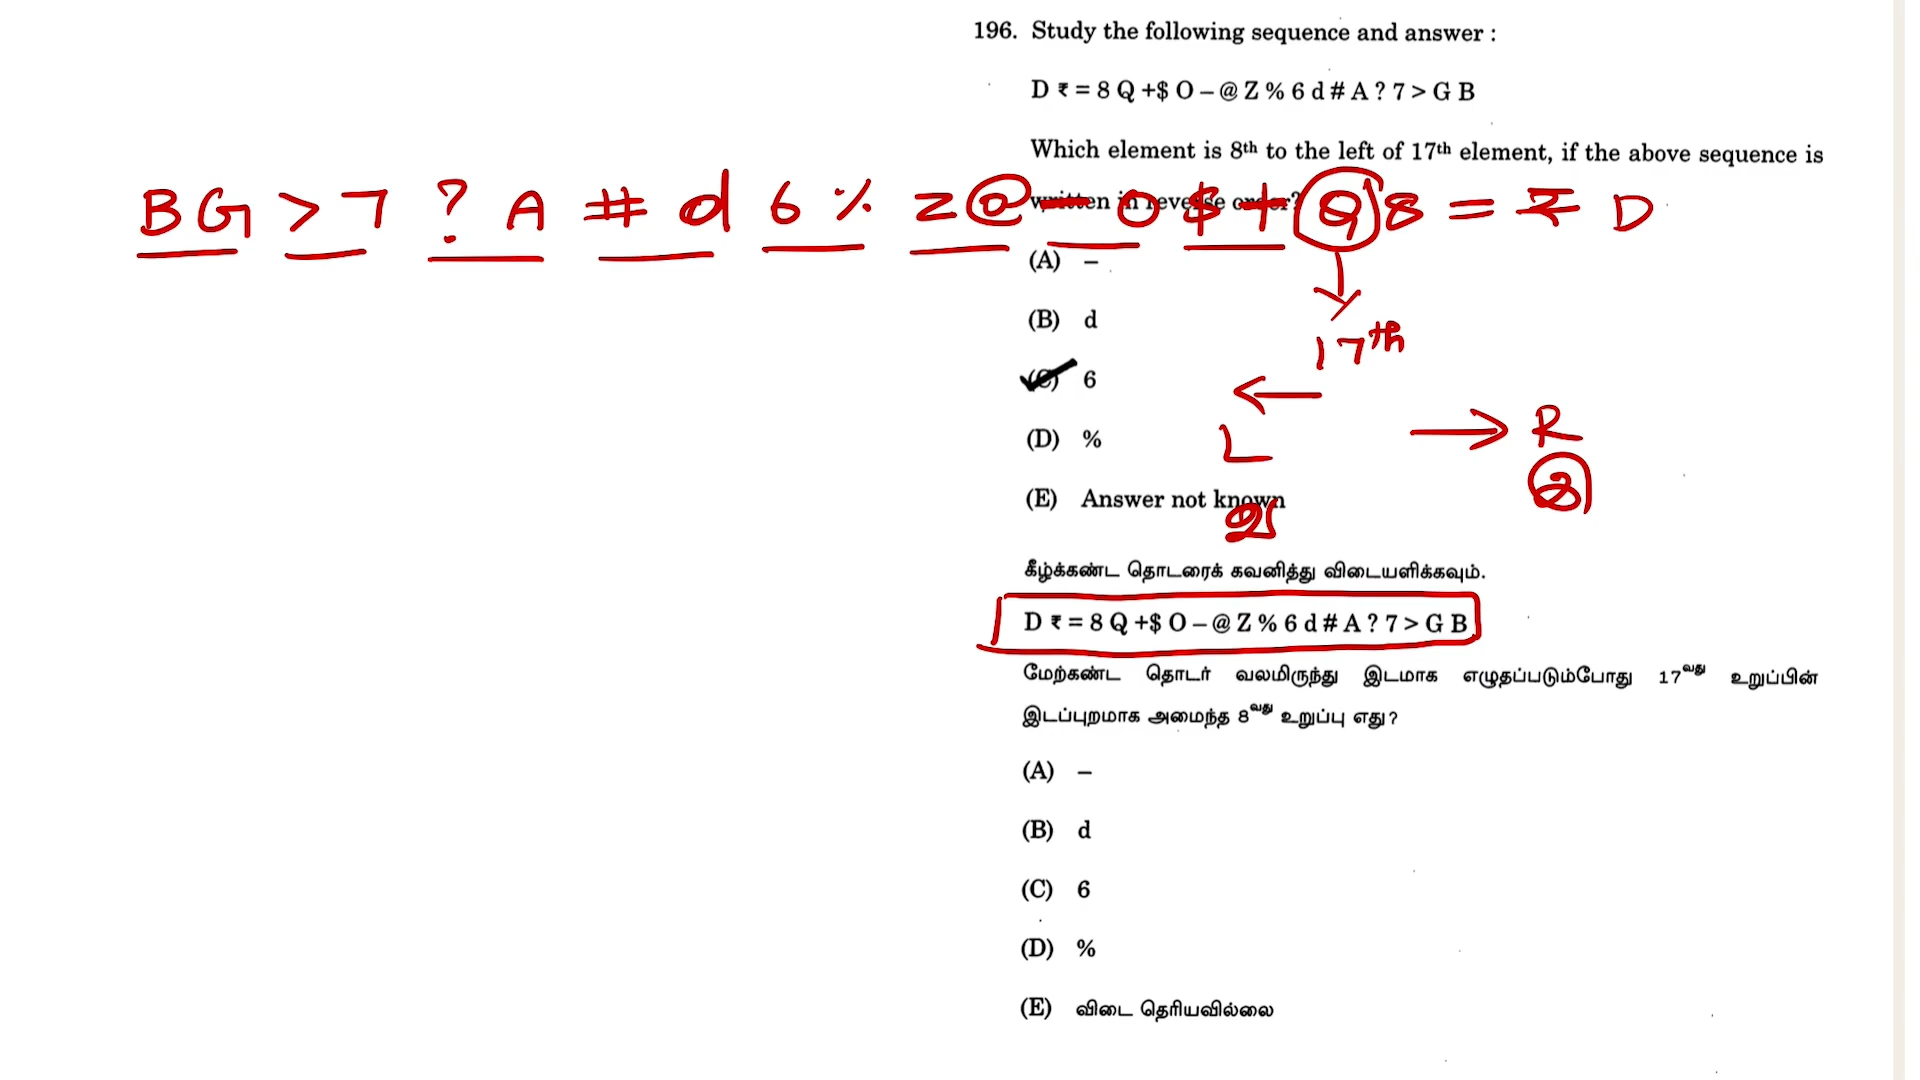 196. Study the following sequence and answer :
D ₹ = 8 Q +$ O – @ Z % 6 d # A ? 7 > G B
Which element is 8th to the left of 17th element, if the above sequence is
written in reverse order?
B G > 7 ? A # d 6 % Z @ – O $ + Q 8 = ₹ D
(A) –
(B) d
17th
(C) 6
(D) %
L
R
(E) Answer not known
இ
கீழ்க்கண்ட தொடரைக் கவனித்து விடையளிக்கவும்.
D ₹ = 8 Q +$ O – @ Z % 6 d # A ? 7 > G B
மேற்கண்ட தொடர் வலமிருந்து இடமாக எழுதப்படும்போது 17வது உறுப்பின்
இடப்புறமாக அமைந்த 8வது உறுப்பு எது?
(A) –
(B) d
(C) 6
(D) %
(E) விடை தெரியவில்லை